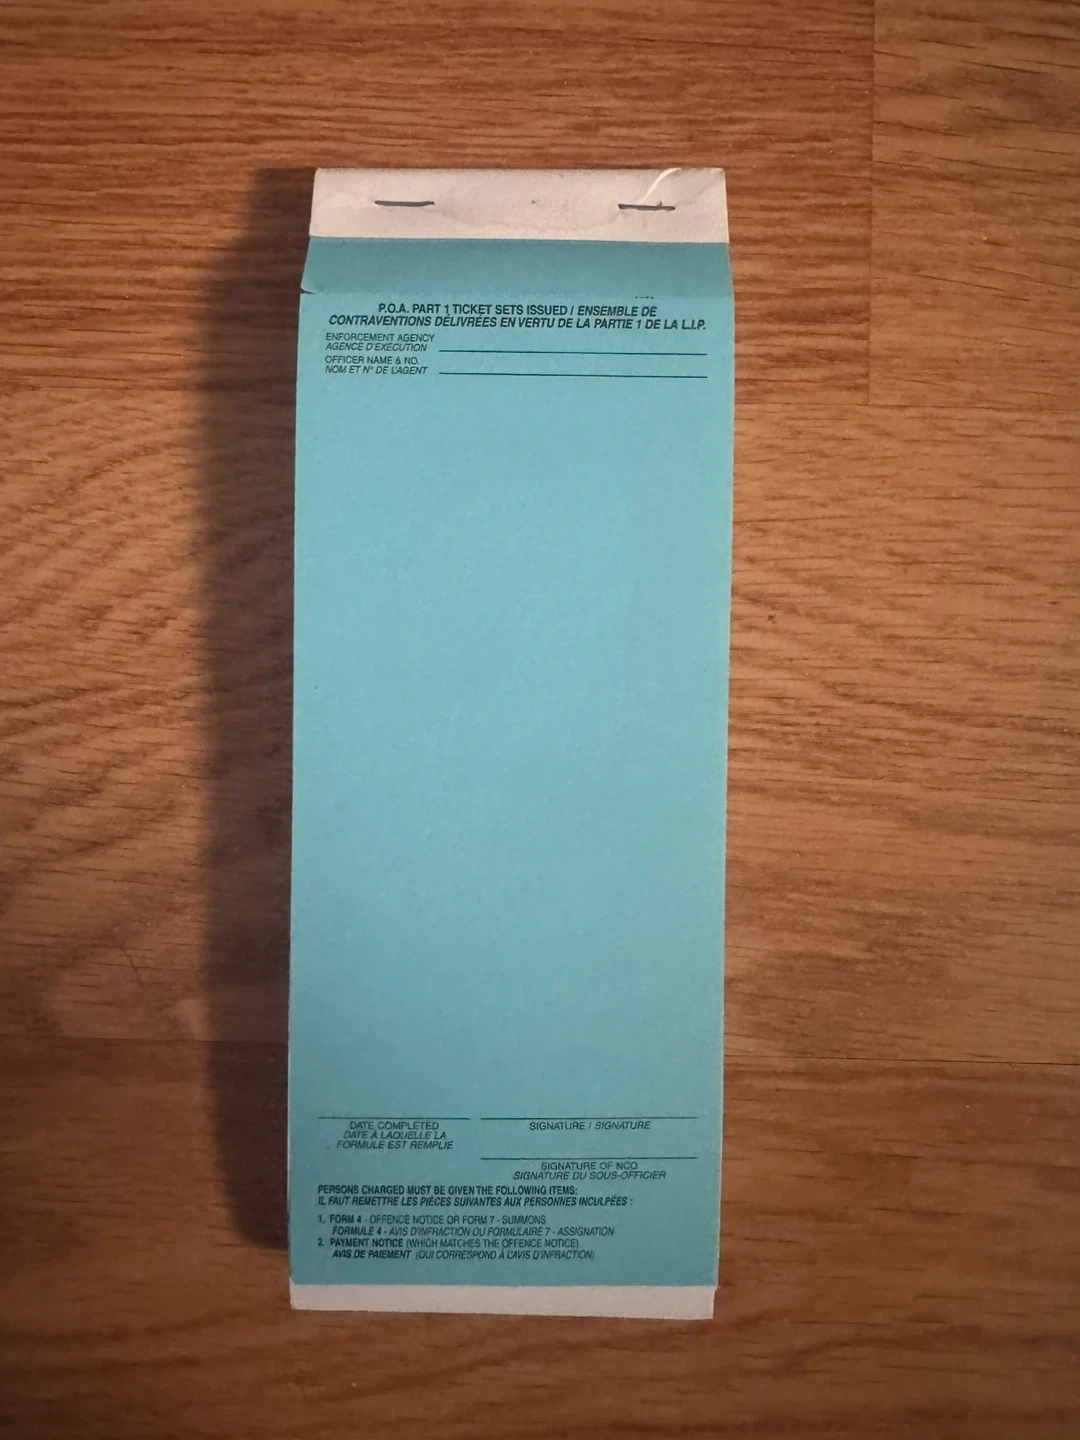 P.O.A. PART 1 TICKET SETS ISSUED / ENSEMBLE DE
CONTRAVENTIONS DÉLIVRÉES EN VERTU DE LA PARTIE 1 DE LA L.I.P.
ENFORCEMENT AGENCY
AGENCE D'EXÉCUTION
OFFICER NAME & NO.
NOM ET N° DE L'AGENT
DATE COMPLETED
DATE À LAQUELLE LA
FORMULE EST REMPLIE
SIGNATURE / SIGNATURE
SIGNATURE OF NCO
SIGNATURE DU SOUS-OFFICIER
PERSONS CHARGED MUST BE GIVEN THE FOLLOWING ITEMS:
IL FAUT REMETTRE LES PIÈCES SUIVANTES AUX PERSONNES INCULPÉES :
1. FORM 4 - OFFENCE NOTICE OR FORM 7 - SUMMONS
FORMULE 4 - AVIS D'INFRACTION OU FORMULAIRE 7 - ASSIGNATION
2. PAYMENT NOTICE (WHICH MATCHES THE OFFENCE NOTICE)
AVIS DE PAIEMENT (QUI CORRESPOND À L'AVIS D'INFRACTION)